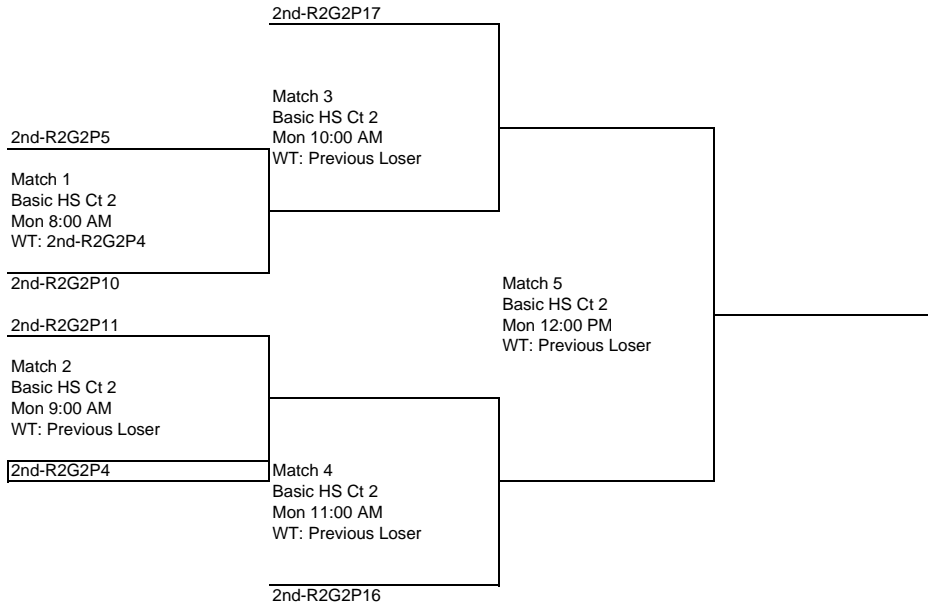 2nd-R2G2P17
Match 3
Basic HS Ct 2
Mon 10:00 AM
WT: Previous Loser
2nd-R2G2P5
Match 1
Basic HS Ct 2
Mon 8:00 AM
WT: 2nd-R2G2P4
2nd-R2G2P10
Match 5
Basic HS Ct 2
Mon 12:00 PM
WT: Previous Loser
2nd-R2G2P11
Match 2
Basic HS Ct 2
Mon 9:00 AM
WT: Previous Loser
2nd-R2G2P4
Match 4
Basic HS Ct 2
Mon 11:00 AM
WT: Previous Loser
2nd-R2G2P16